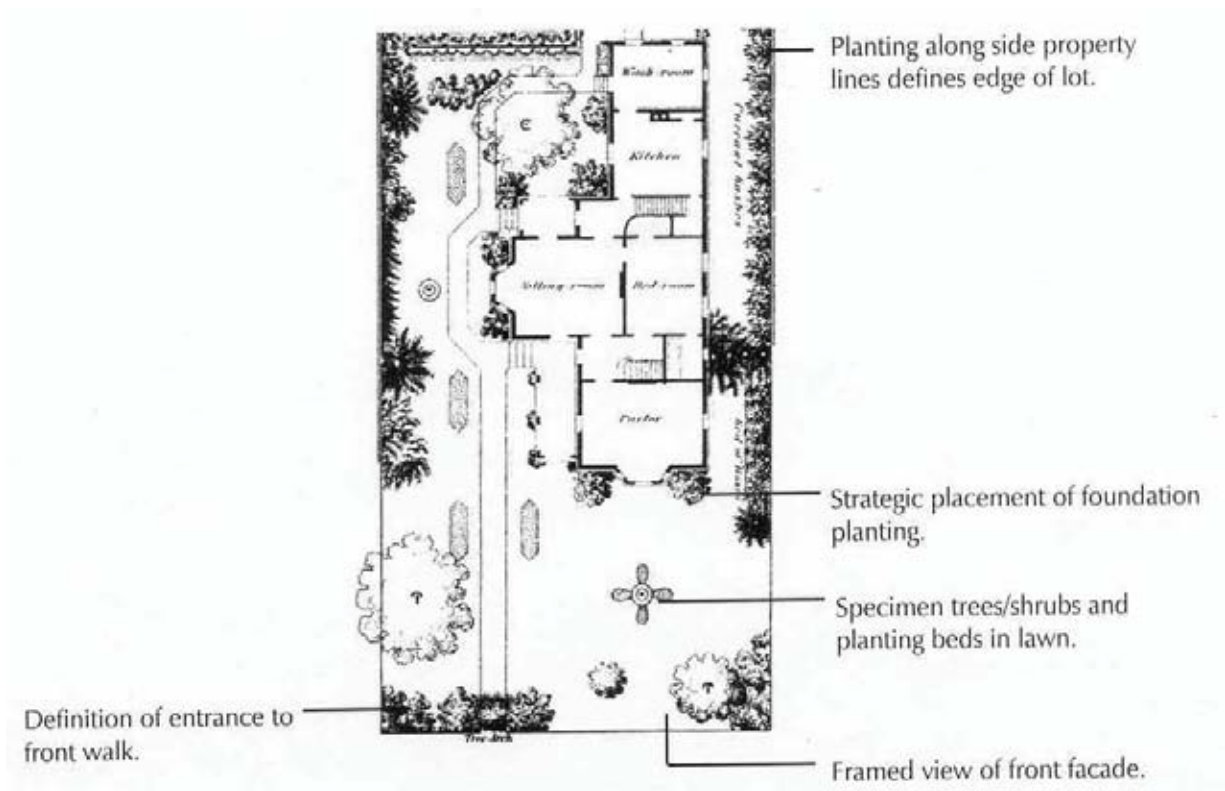 Planting along side property
lines defines edge of lot.
Wash-room
C
Kitchen
Currant bushes
Bed-room
Parlor
Strategic placement of foundation
planting.
Specimen trees/shrubs and
planting beds in lawn.
T
T
Definition of entrance to
front walk.
Tree Arch
Framed view of front facade.